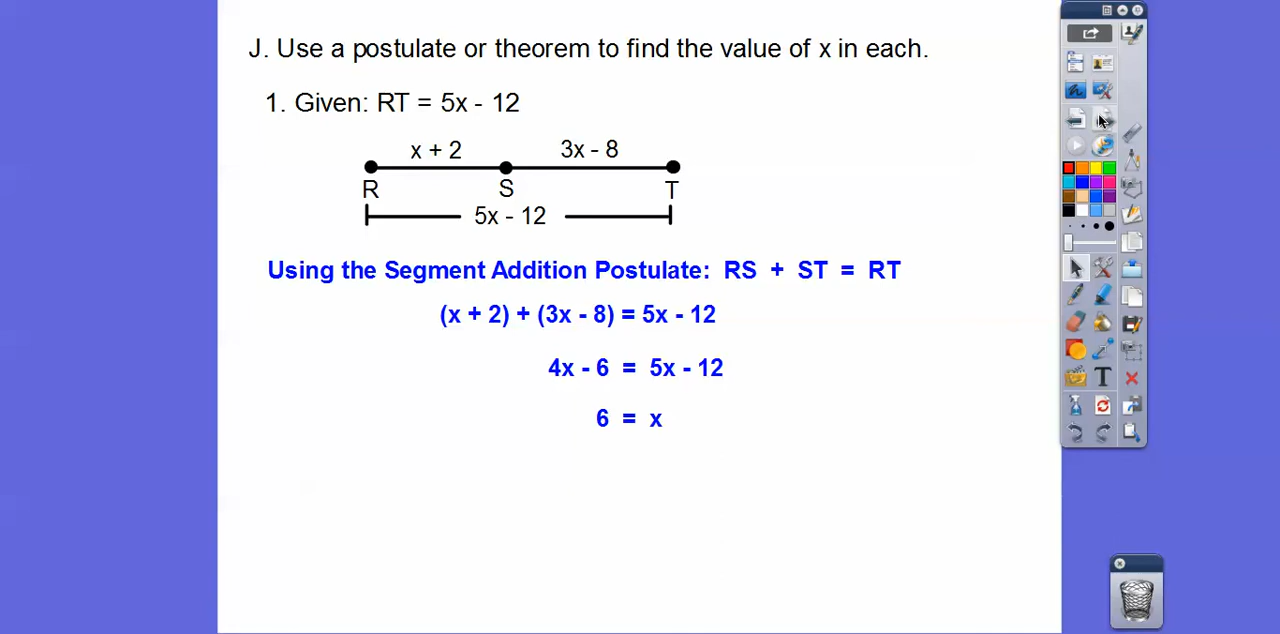 J. Use a postulate or theorem to find the value of x in each.
1. Given: RT = 5x - 12
x + 2 3x - 8
R S T
5x - 12
Using the Segment Addition Postulate: RS + ST = RT
(x + 2) + (3x - 8) = 5x - 12
4x - 6 = 5x - 12
6 = x